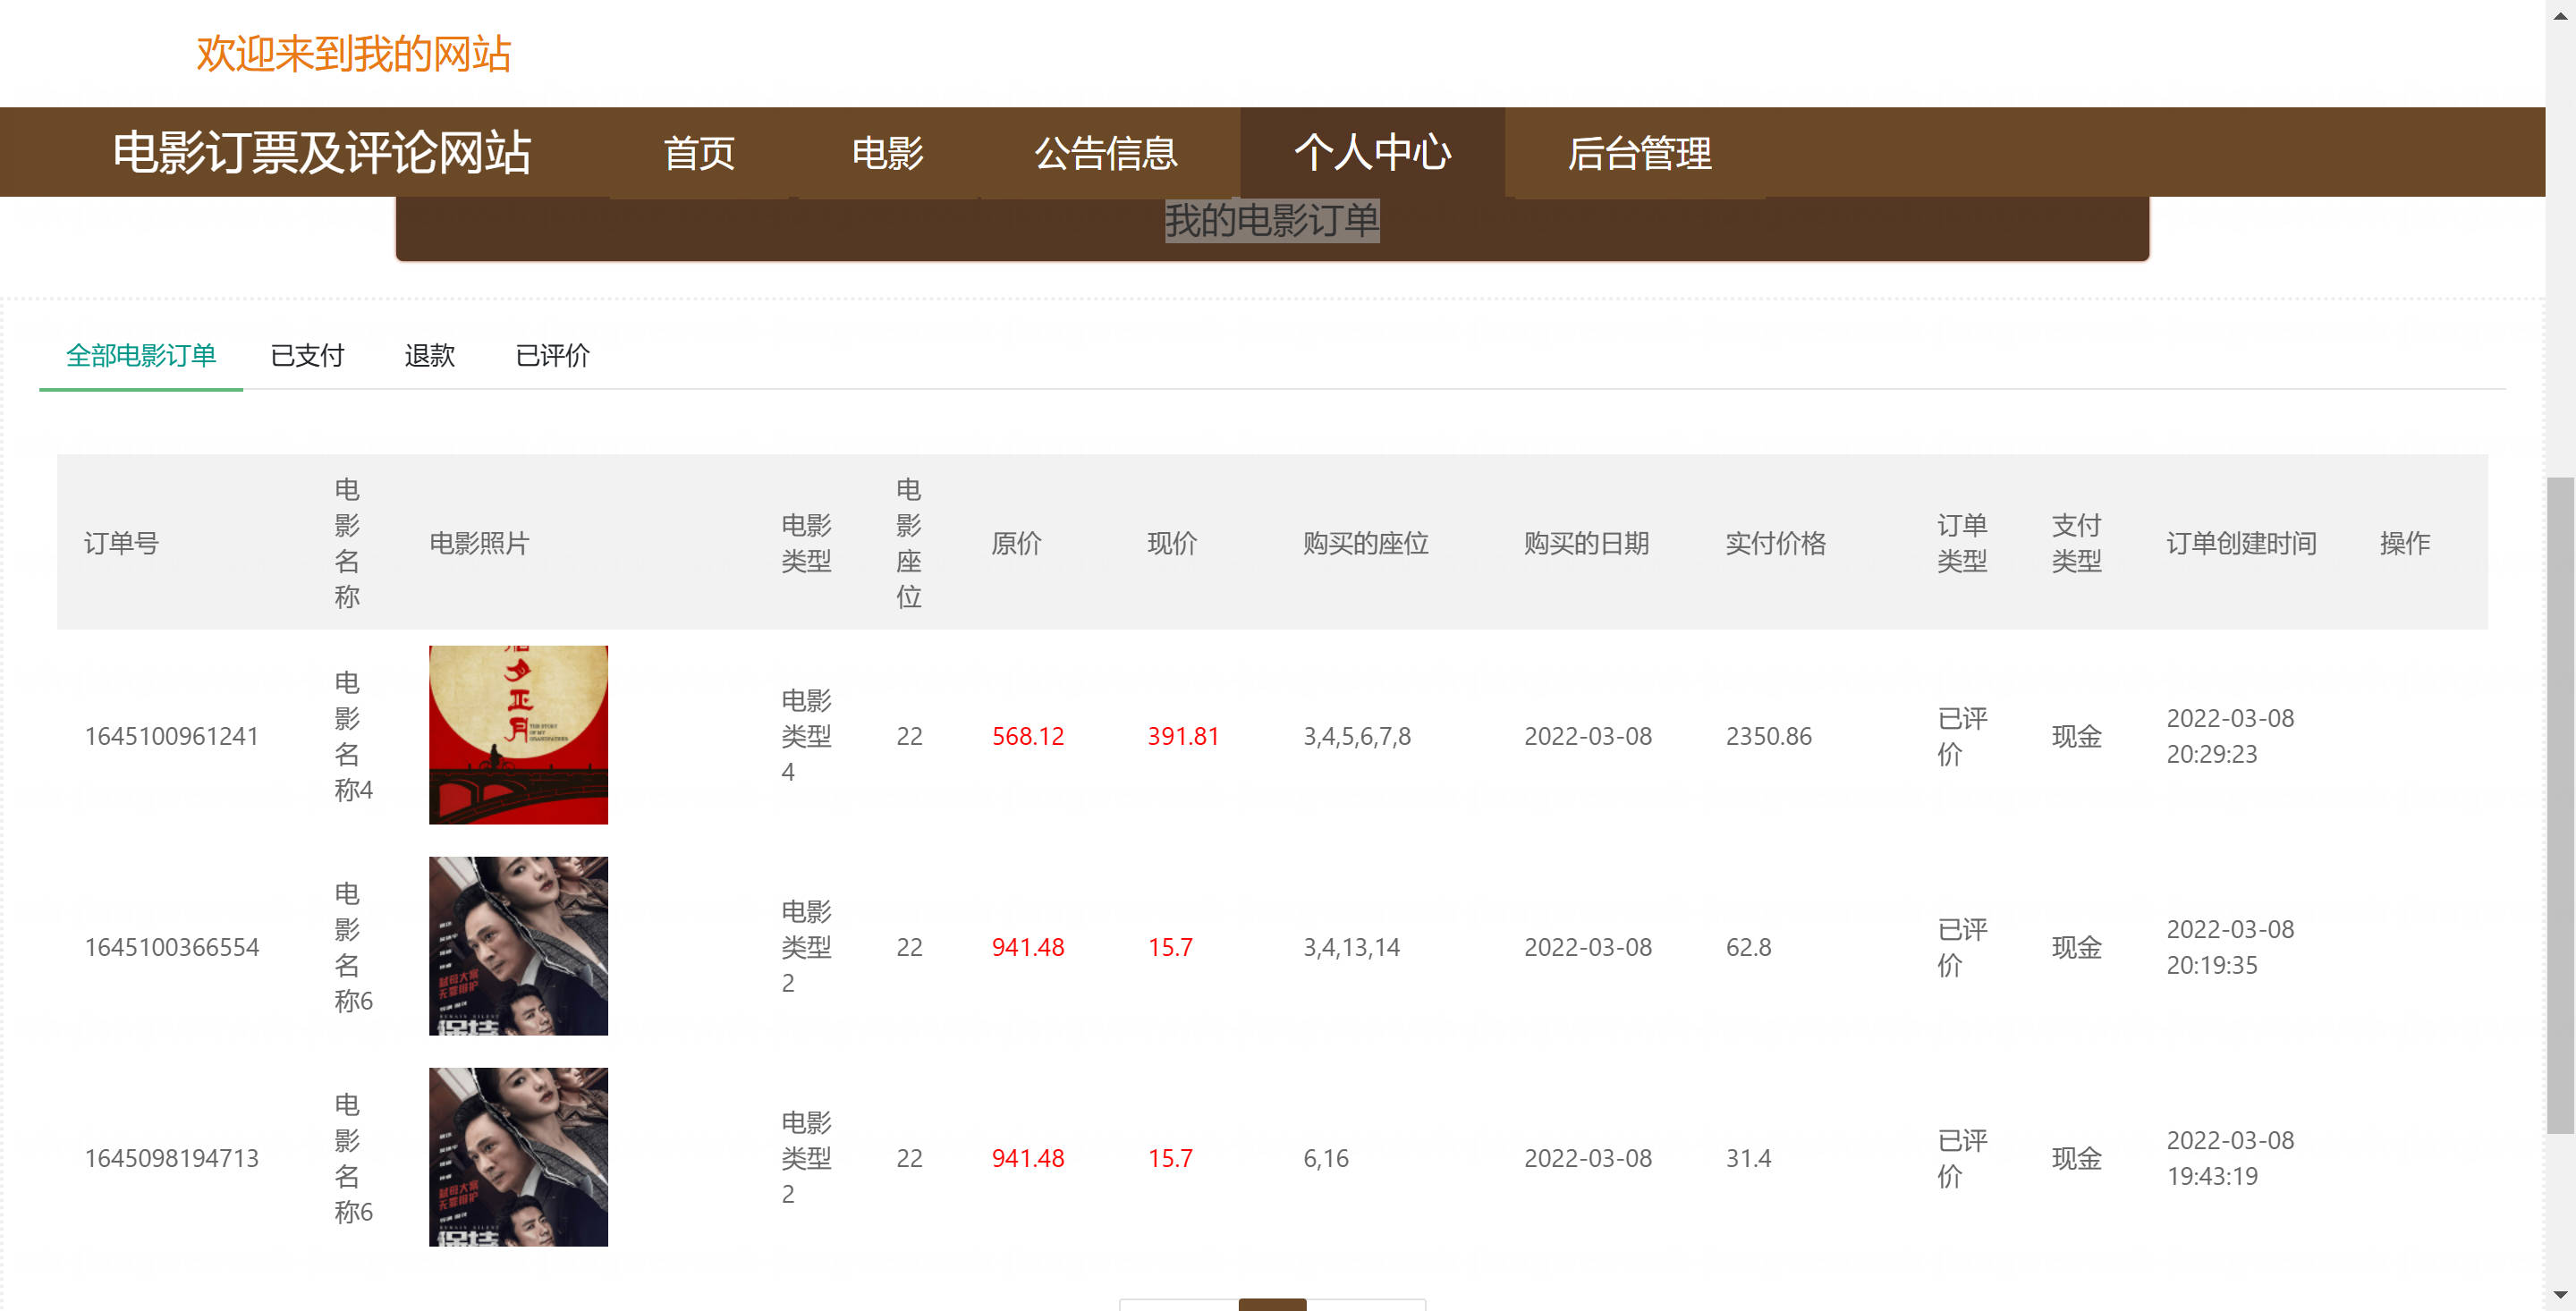 欢迎来到我的网站
电影订票及评论网站 首页 电影 公告信息 个人中心 后台管理
我的电影订单
全部电影订单 已支付 退款 已评价
订单号 电影名称 电影照片 电影类型 电影座位 原价 现价 购买的座位 购买的日期 实付价格 订单类型 支付类型 订单创建时间 操作
1645100961241 电影名称4 夕正月 电影类型4 22 568.12 391.81 3,4,5,6,7,8 2022-03-08 2350.86 已评价 现金 2022-03-08 20:29:23
1645100366554 电影名称6 电影类型2 22 941.48 15.7 3,4,13,14 2022-03-08 62.8 已评价 现金 2022-03-08 20:19:35
1645098194713 电影名称6 电影类型2 22 941.48 15.7 6,16 2022-03-08 31.4 已评价 现金 2022-03-08 19:43:19